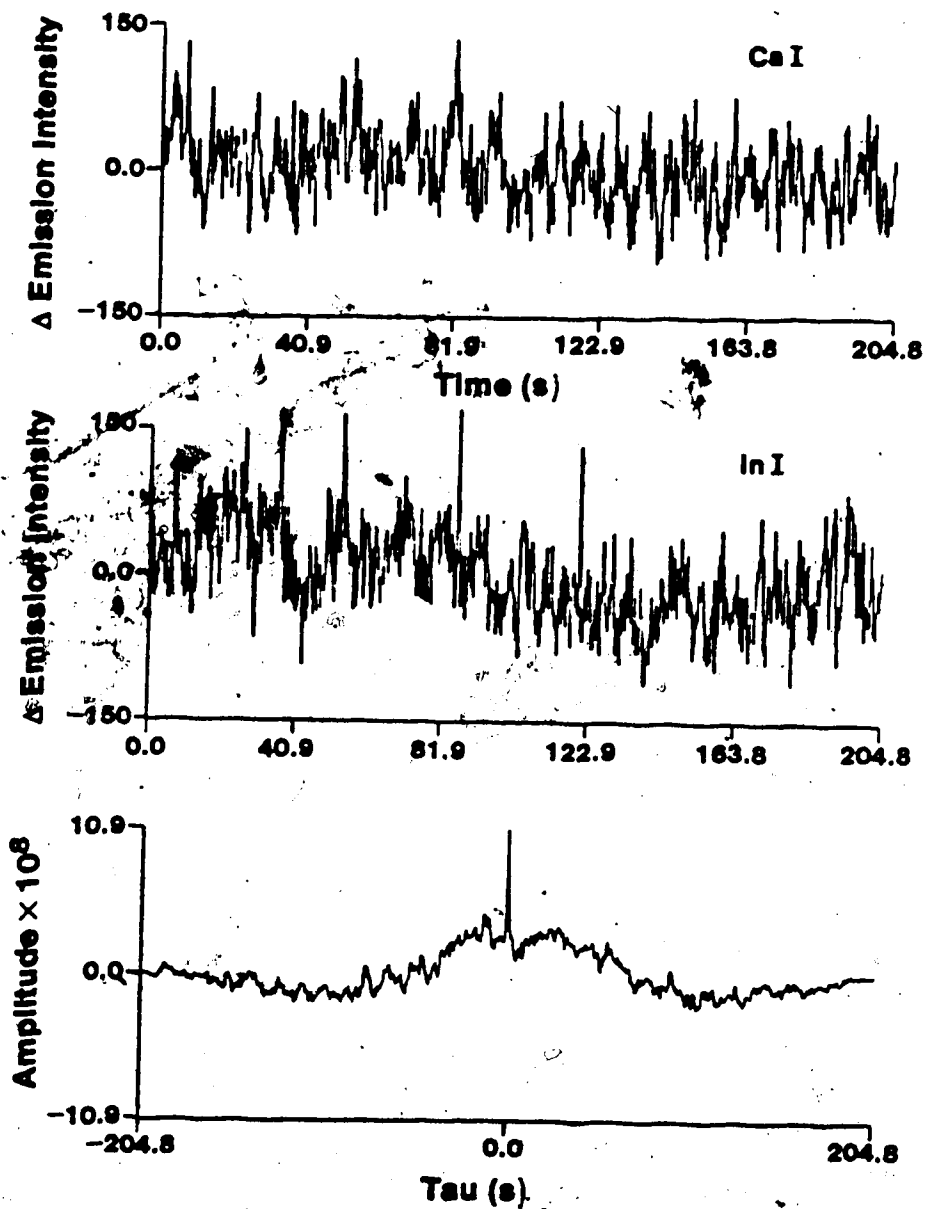 150
Δ Emission Intensity
Ca I
0.0
−150
0.0 40.9 81.9 122.9 163.8 204.8
Time (s)
150
Δ Emission Intensity
In I
0.0
−150
0.0 40.9 81.9 122.9 163.8 204.8
10.9
Amplitude × 10⁸
0.0
−10.9
−204.8 0.0 204.8
Tau (s)